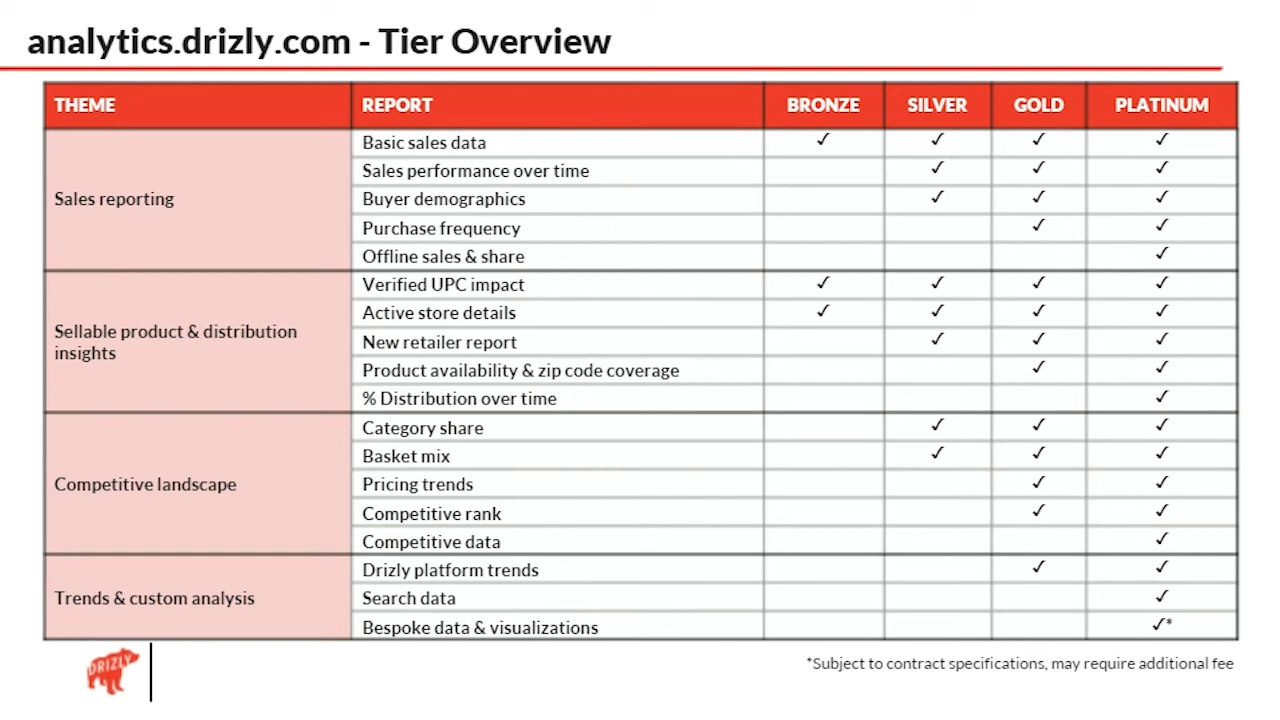 analytics.drizly.com - Tier Overview
THEME REPORT BRONZE SILVER GOLD PLATINUM
Sales reporting
Basic sales data ✓ ✓ ✓ ✓
Sales performance over time ✓ ✓ ✓
Buyer demographics ✓ ✓ ✓
Purchase frequency ✓ ✓
Offline sales & share ✓
Sellable product & distribution
insights
Verified UPC impact ✓ ✓ ✓ ✓
Active store details ✓ ✓ ✓ ✓
New retailer report ✓ ✓ ✓
Product availability & zip code coverage ✓ ✓
% Distribution over time ✓
Competitive landscape
Category share ✓ ✓ ✓
Basket mix ✓ ✓ ✓
Pricing trends ✓ ✓
Competitive rank ✓ ✓
Competitive data ✓
Trends & custom analysis
Drizly platform trends ✓ ✓
Search data ✓
Bespoke data & visualizations ✓*
DRIZLY
*Subject to contract specifications, may require additional fee